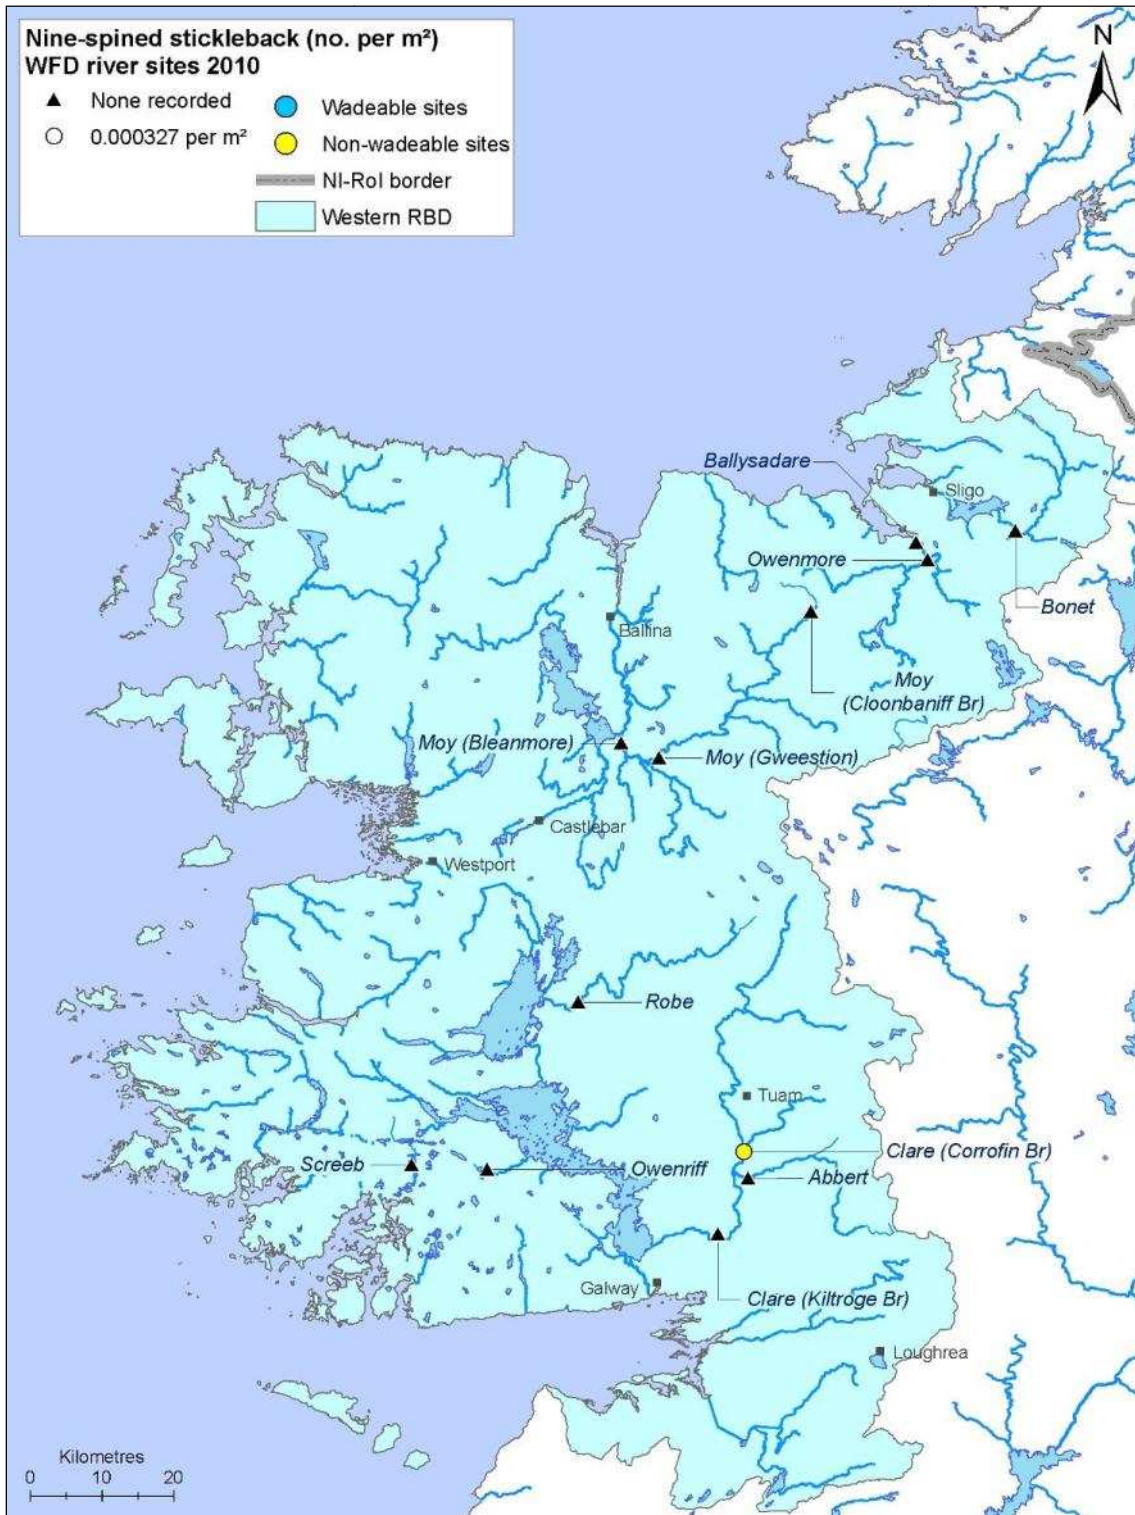 Nine-spined stickleback (no. per m²)
WFD river sites 2010
None recorded
0.000327 per m²
Wadeable sites
Non-wadeable sites
NI-RoI border
Western RBD
N
Ballysadare
Sligo
Owenmore
Bonet
Ballina
Moy
(Cloonbaniff Br)
Moy (Bleanmore)
Moy (Gweestion)
Castlebar
Westport
Robe
Tuam
Clare (Corrofin Br)
Screeb
Owenriff
Abbert
Galway
Clare (Kiltroge Br)
Loughrea
Kilometres
0 10 20